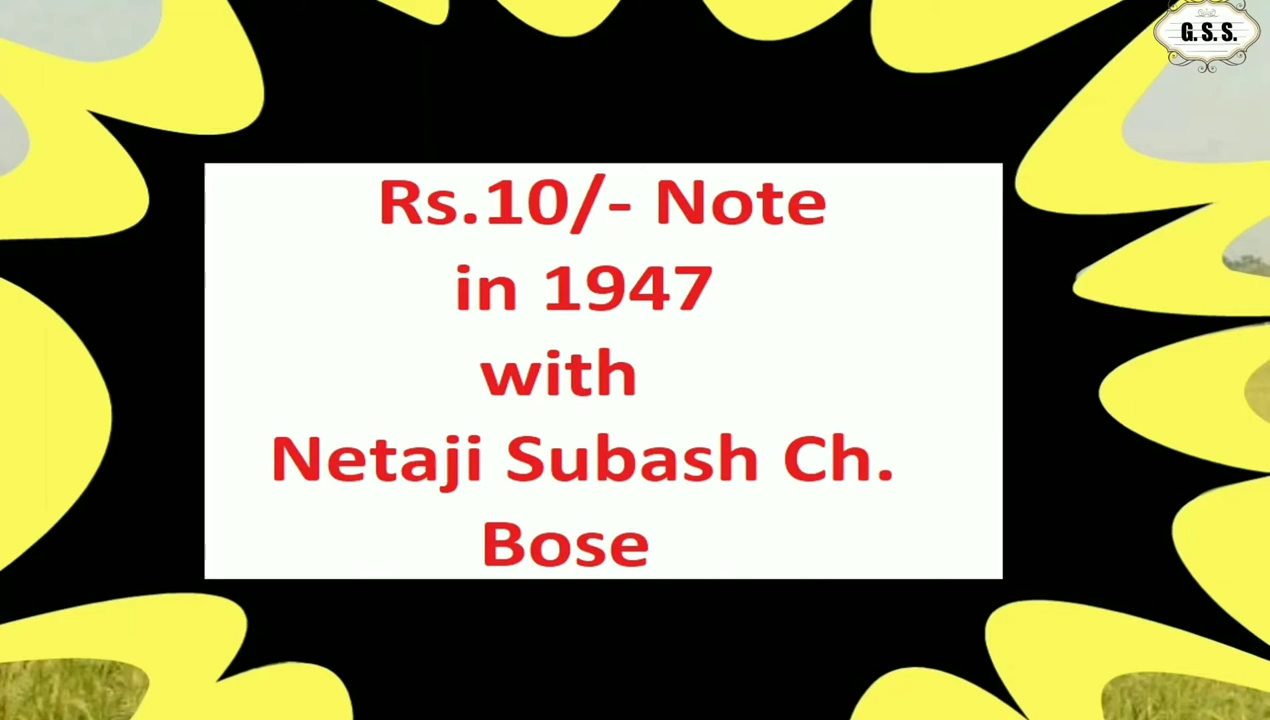 G. S. S.
Rs.10/- Note
in 1947
with
Netaji Subash Ch.
Bose